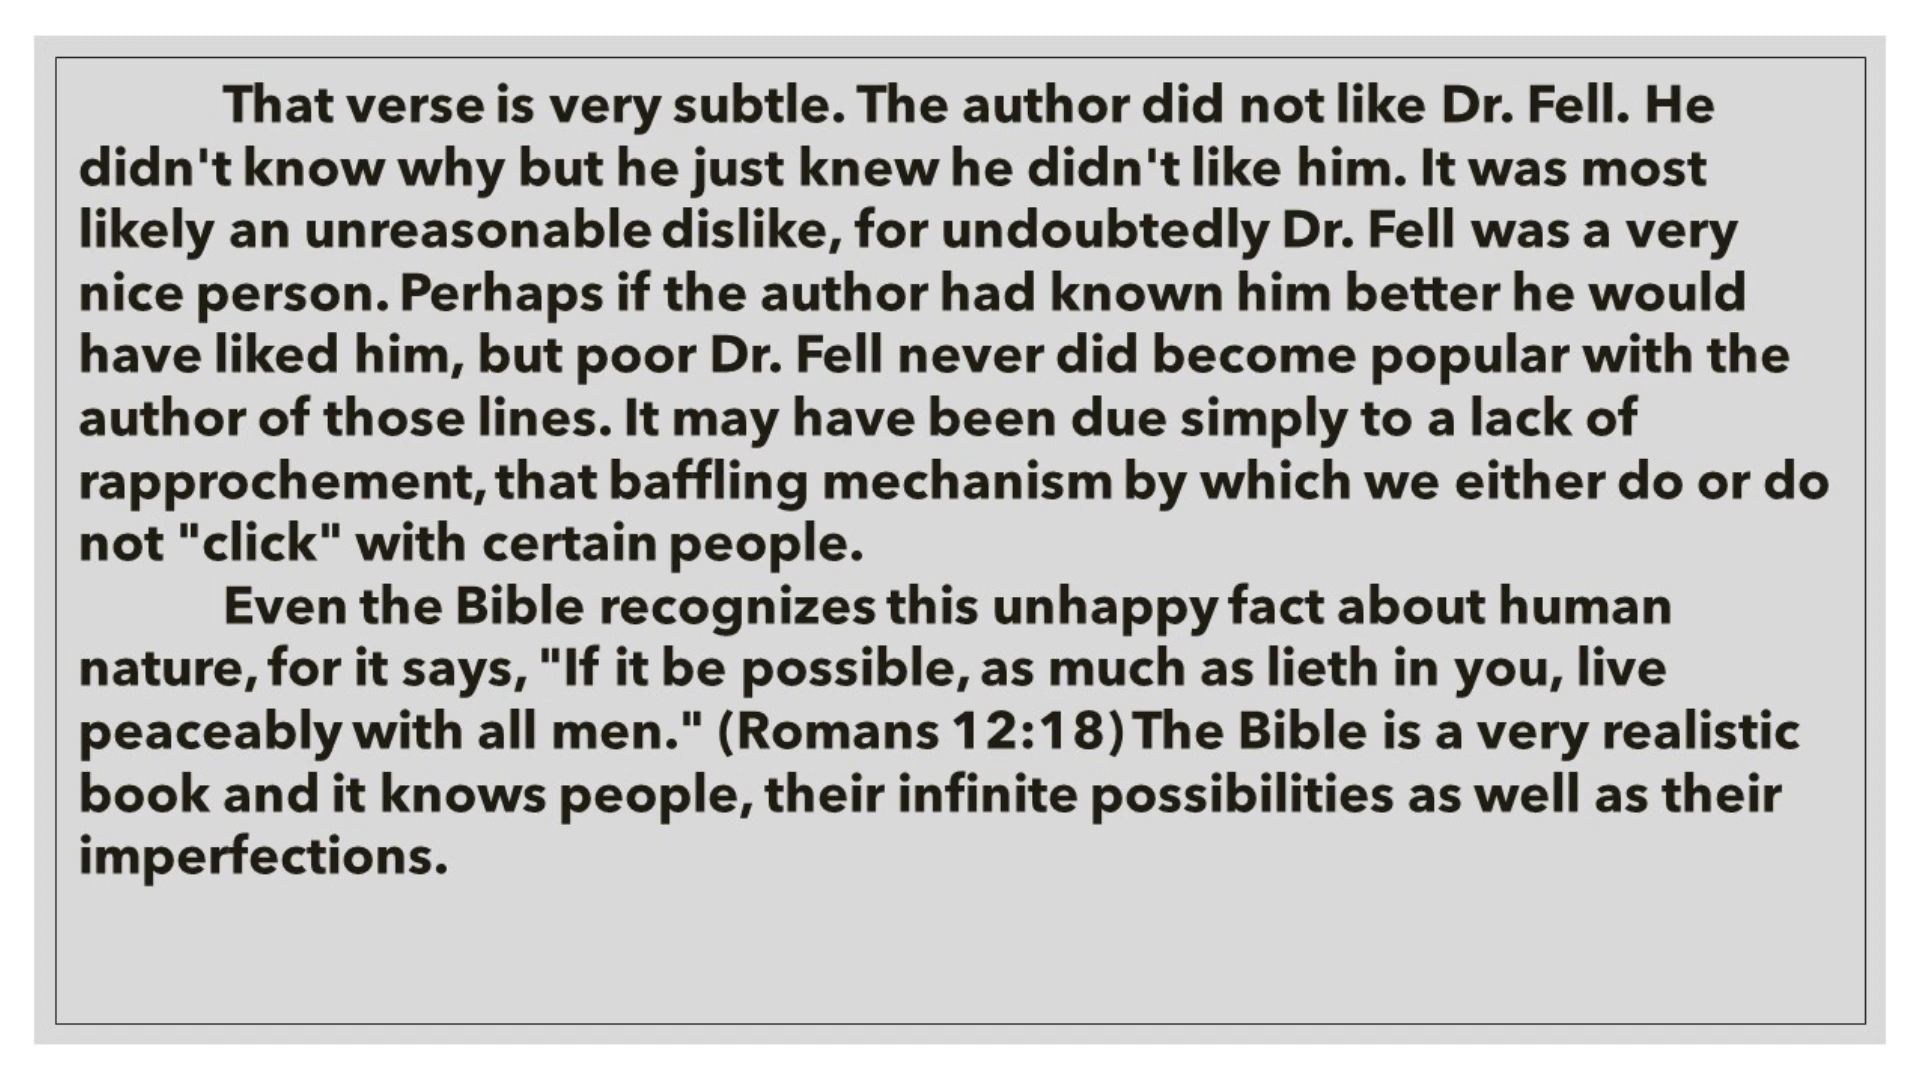 That verse is very subtle. The author did not like Dr. Fell. He
didn't know why but he just knew he didn't like him. It was most
likely an unreasonable dislike, for undoubtedly Dr. Fell was a very
nice person. Perhaps if the author had known him better he would
have liked him, but poor Dr. Fell never did become popular with the
author of those lines. It may have been due simply to a lack of
rapprochement, that baffling mechanism by which we either do or do
not "click" with certain people.
Even the Bible recognizes this unhappy fact about human
nature, for it says, "If it be possible, as much as lieth in you, live
peaceably with all men." (Romans 12:18) The Bible is a very realistic
book and it knows people, their infinite possibilities as well as their
imperfections.